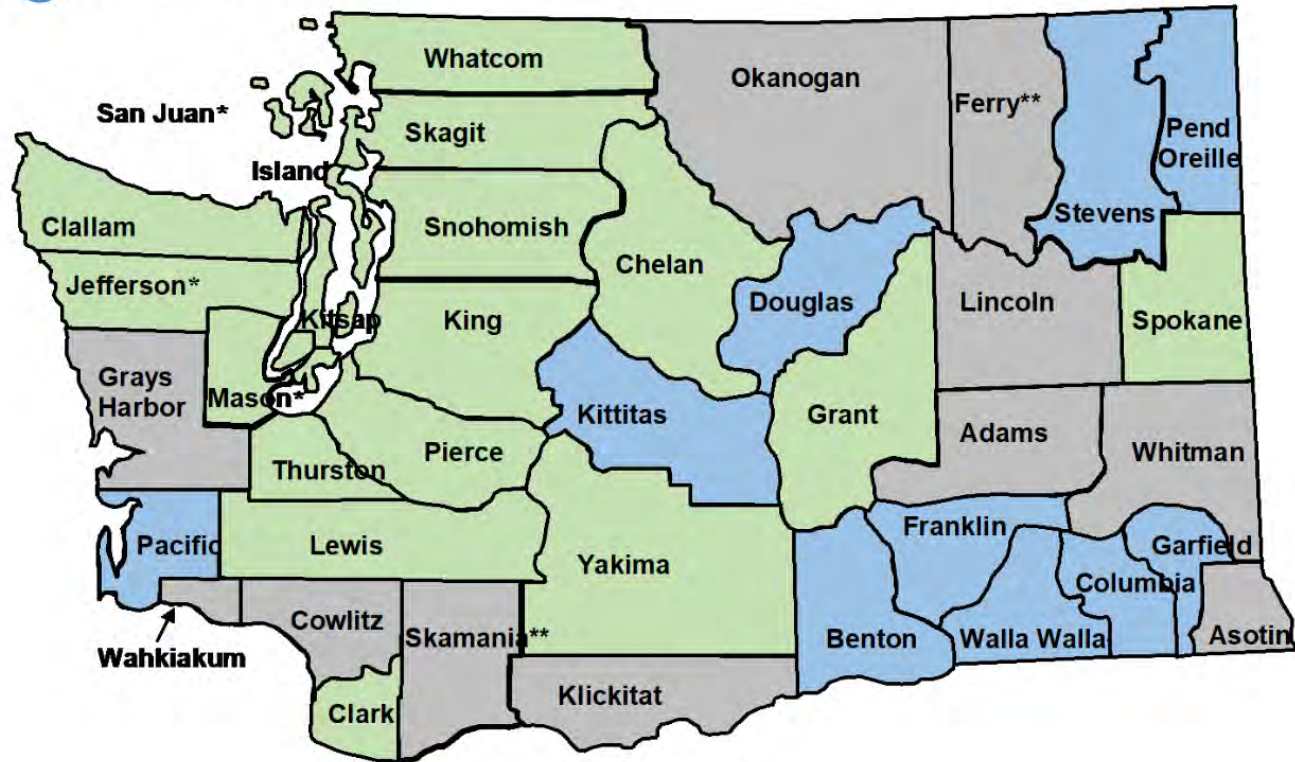 Whatcom
Okanogan
Ferry**
San Juan*
Skagit
Pend
Oreille
Island
Stevens
Clallam
Snohomish
Chelan
Jefferson*
Douglas
Lincoln
Kitsap
King
Spokane
Grays
Harbor
Mason*
Kittitas
Grant
Adams
Pierce
Whitman
Thurston
Franklin
Pacific
Lewis
Garfield
Yakima
Columbia
Cowlitz
Skamania**
Benton
Walla Walla
Asotin
Wahkiakum
Klickitat
Clark